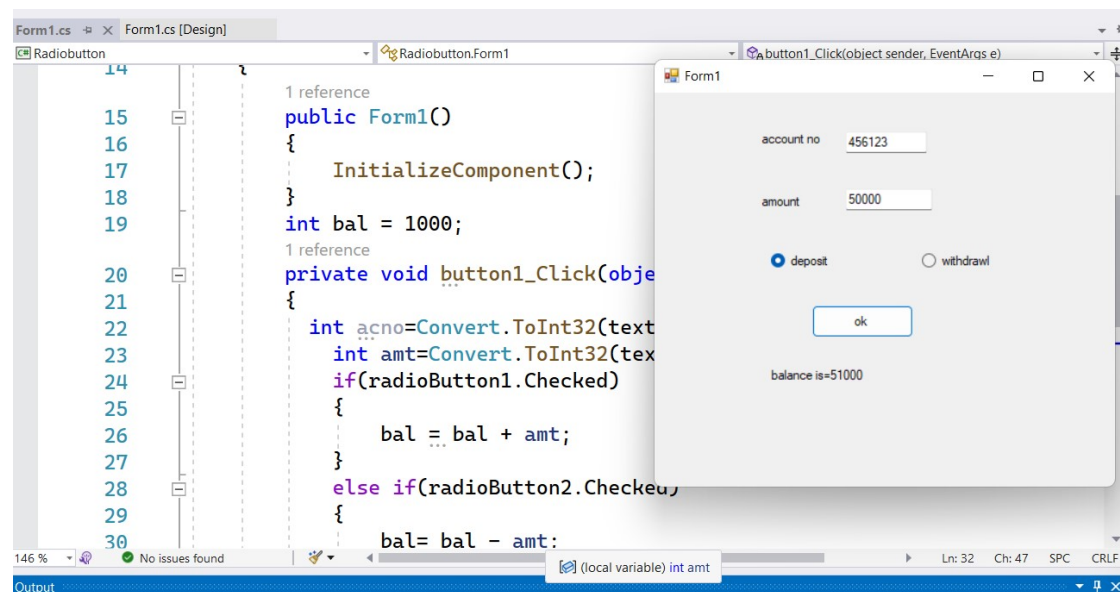 Form1.cs Form1.cs [Design]
C# Radiobutton Radiobutton.Form1 button1_Click(object sender, EventArgs e)
14 {
1 reference
15 public Form1()
16 {
17 InitializeComponent();
18 }
19 int bal = 1000;
1 reference
20 private void button1_Click(obje
21 {
22 int acno=Convert.ToInt32(text
23 int amt=Convert.ToInt32(tex
24 if(radioButton1.Checked)
25 {
26 bal = bal + amt;
27 }
28 else if(radioButton2.Checked)
29 {
30 bal= bal - amt;
Form1
account no 456123
amount 50000
deposit withdrawl
ok
balance is=51000
146 % No issues found Ln: 32 Ch: 47 SPC CRLF
(local variable) int amt
Output